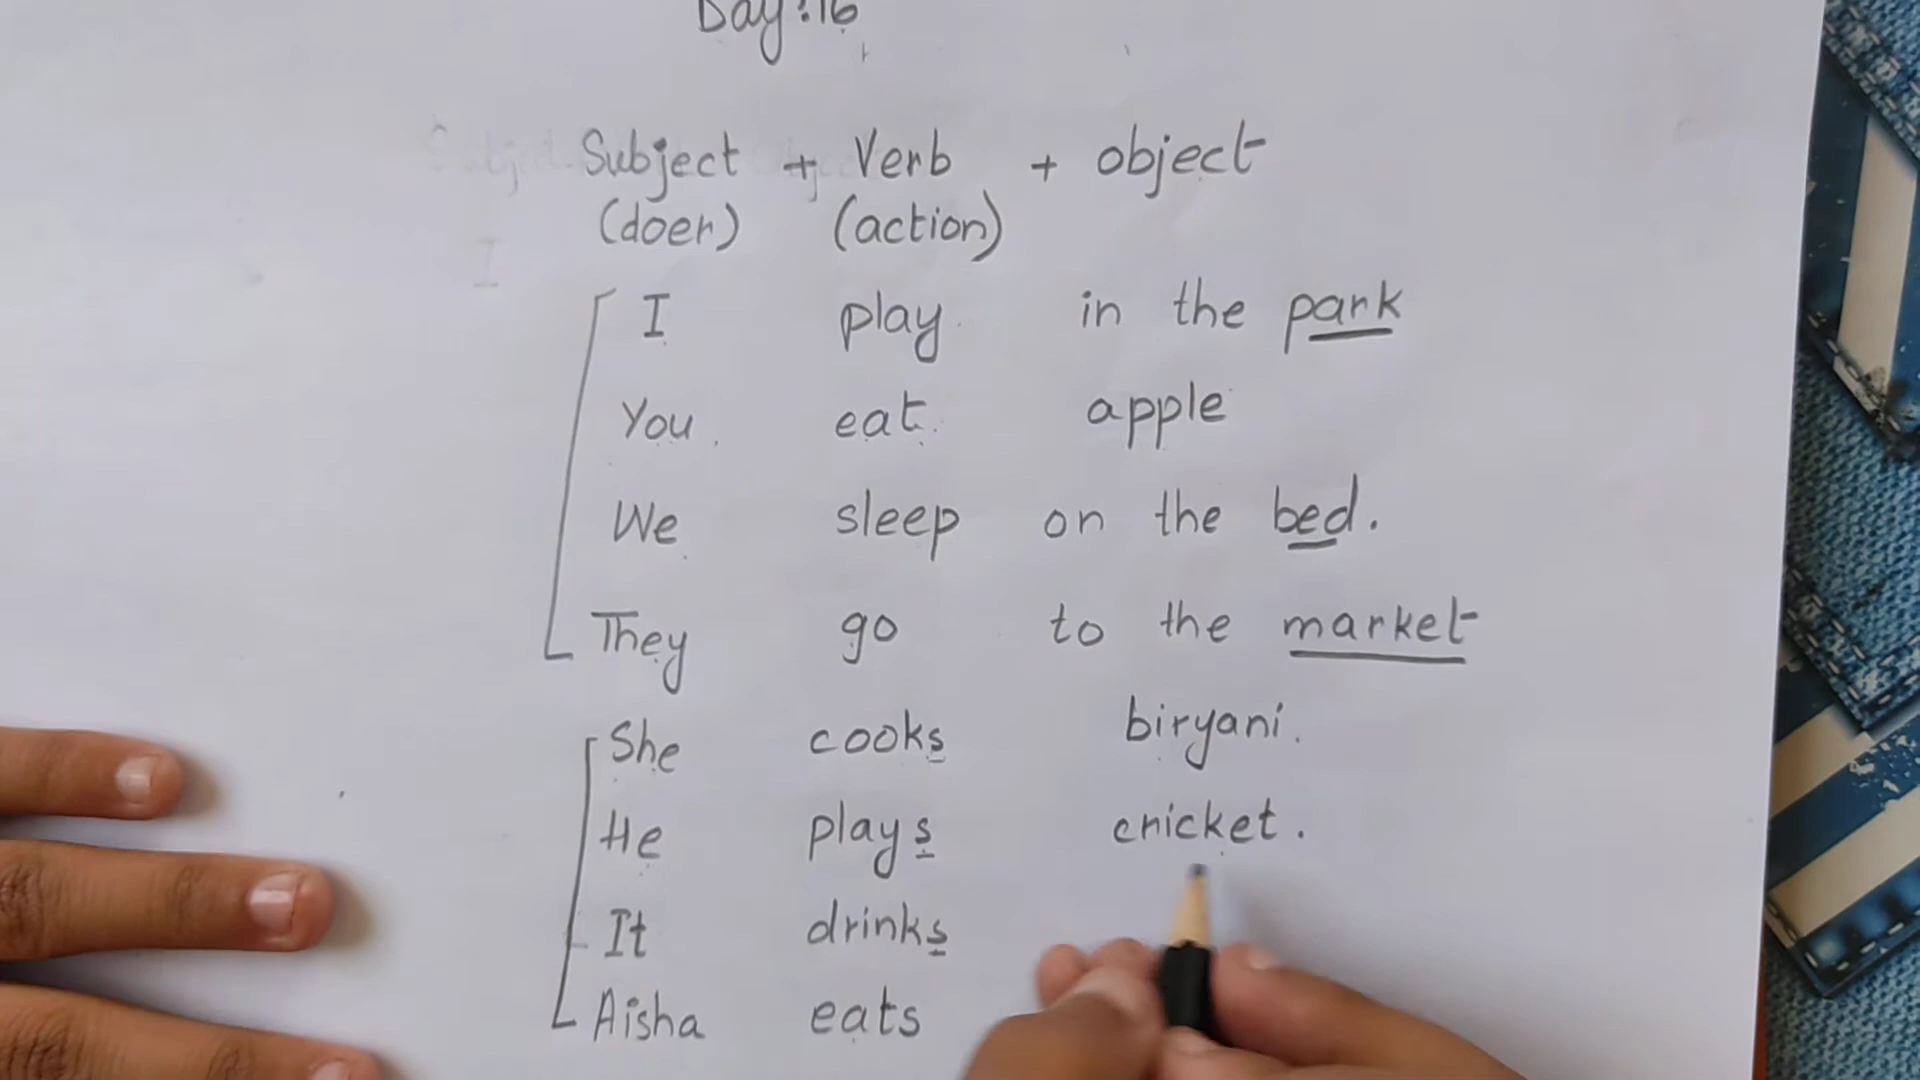 Day:16
Subject + Verb + object
(doer) (action)
I play in the park
You eat apple
We sleep on the bed.
They go to the market
She cooks biryani.
He plays cricket.
It drinks
Aisha eats